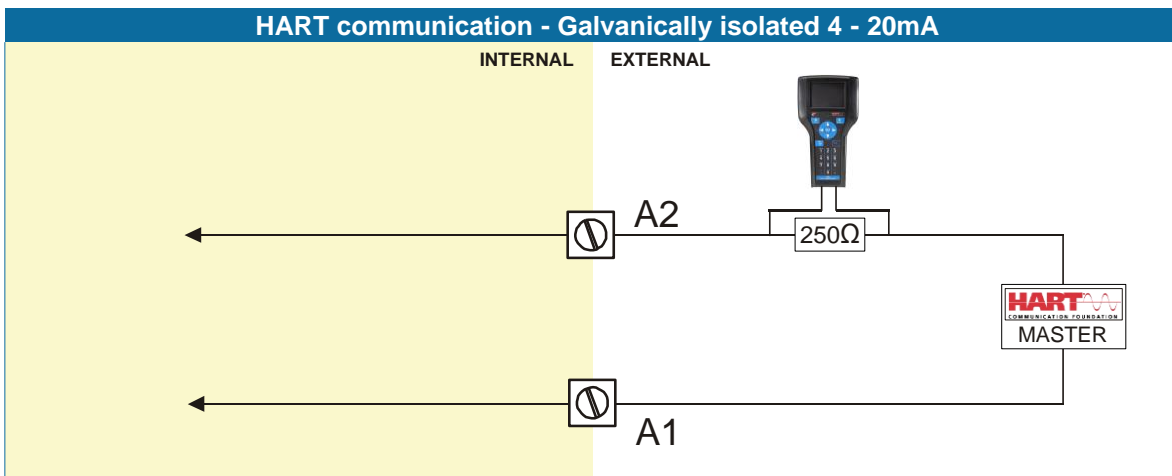 HART communication - Galvanically isolated 4 - 20mA
INTERNAL EXTERNAL
A2
250Ω
HART
COMMUNICATION FOUNDATION
MASTER
A1